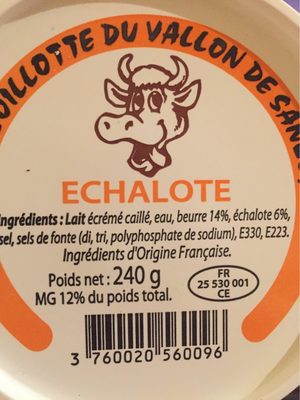 DU VALLON DE
ECHALOTE
Ingrédients : Lait écrémé caillé, eau, beurre 14%, échalote 6%,
sel, sels de fonte (di, tri, polyphosphate de sodium), E330, E223.
Ingrédients d'Origine Française.
Poids net : 240 g
MG 12% du poids total.
FR
25 530 001
CE
3 760020 560096